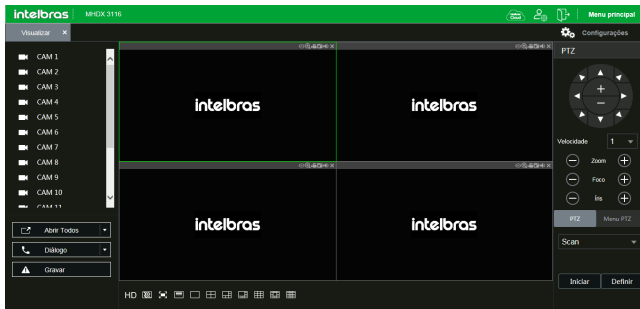 intelbras MHDX 3116 Menu principal
Visualizar × Configurações
PTZ
CAM 1
CAM 2
CAM 3
CAM 4
CAM 5
CAM 6
CAM 7
CAM 8
CAM 9
CAM 10
CAM 11
Abrir Todos
Diálogo
Gravar
intelbras
intelbras
intelbras
intelbras
HD
Velocidade 1
Zoom
Foco
Íris
PTZ Menu PTZ
Scan
Iniciar Definir